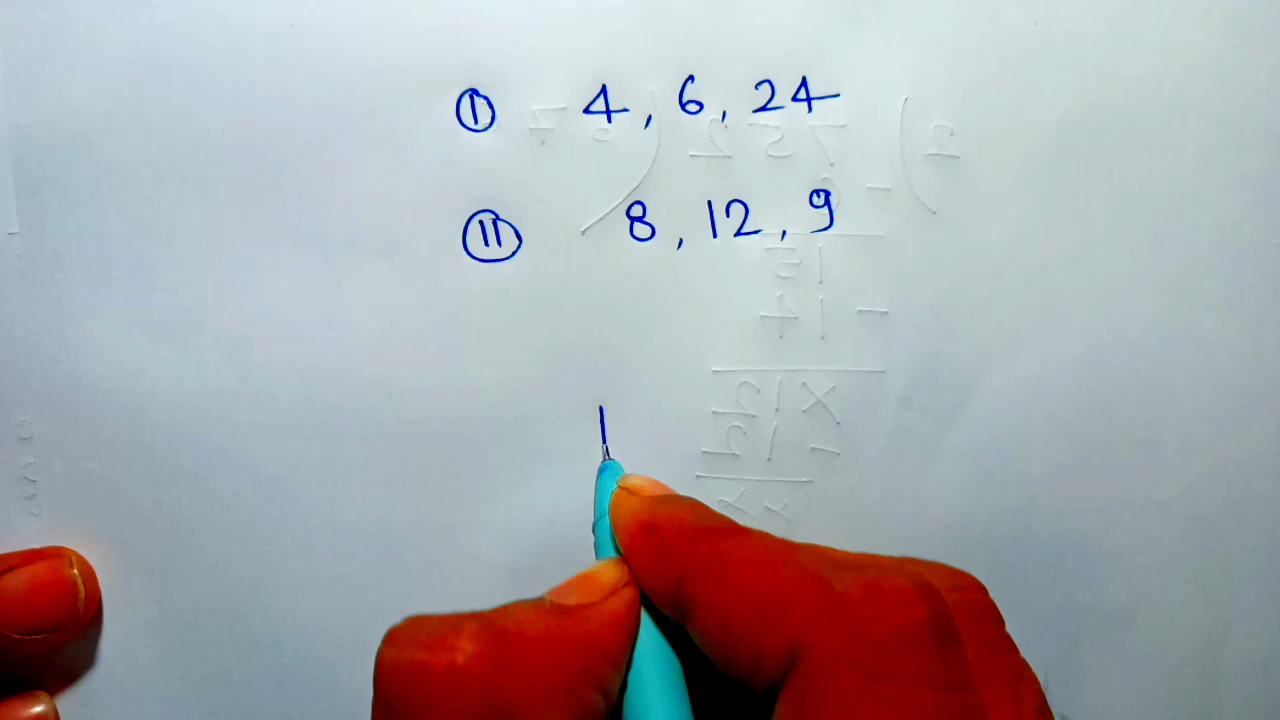 ① 4, 6, 24
⑪ 8, 12, 9